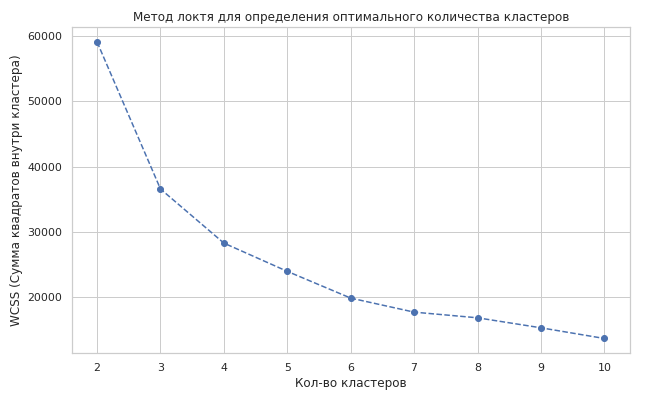 Метод локтя для определения оптимального количества кластеров
WCSS (Сумма квадратов внутри кластера)
60000
50000
40000
30000
20000
2 3 4 5 6 7 8 9 10
Кол-во кластеров